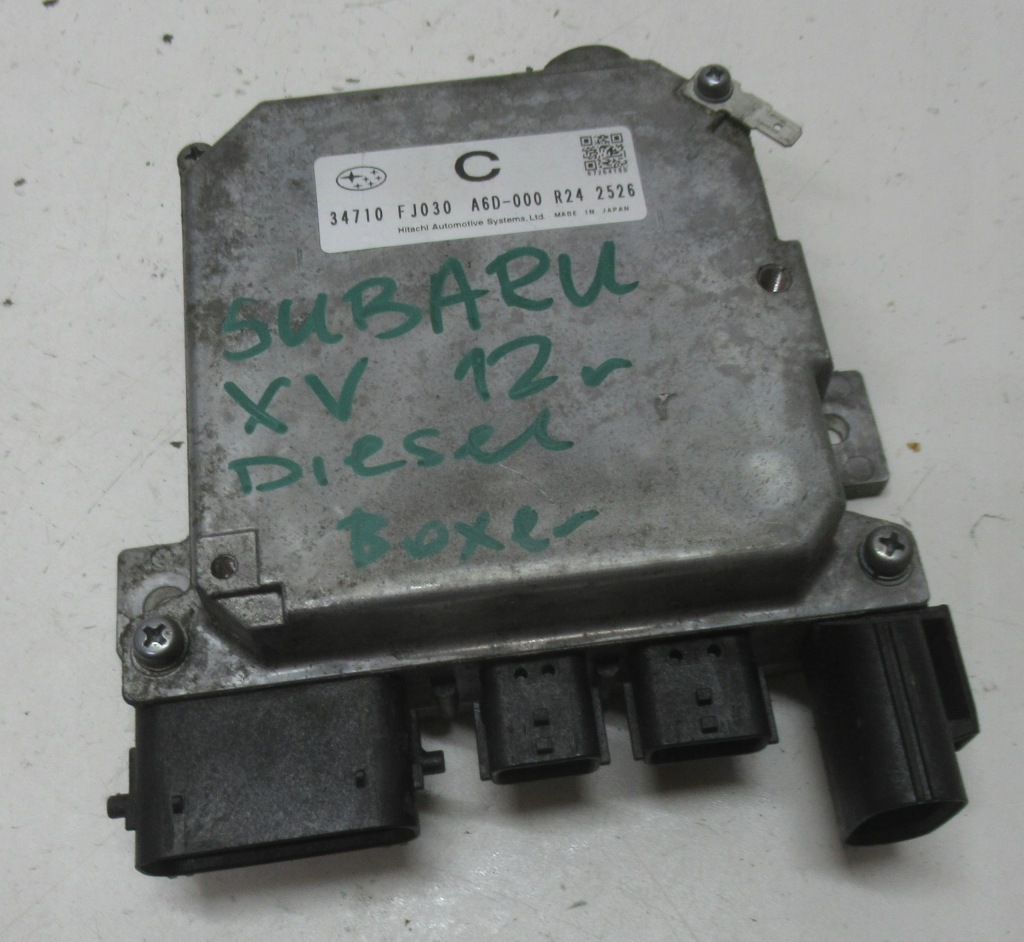 C
34710 FJ030 A6D-000 R24 2526
Hitachi Automotive Systems, Ltd. MADE IN JAPAN
SUBARU
XV 12r
Diesel
Boxer